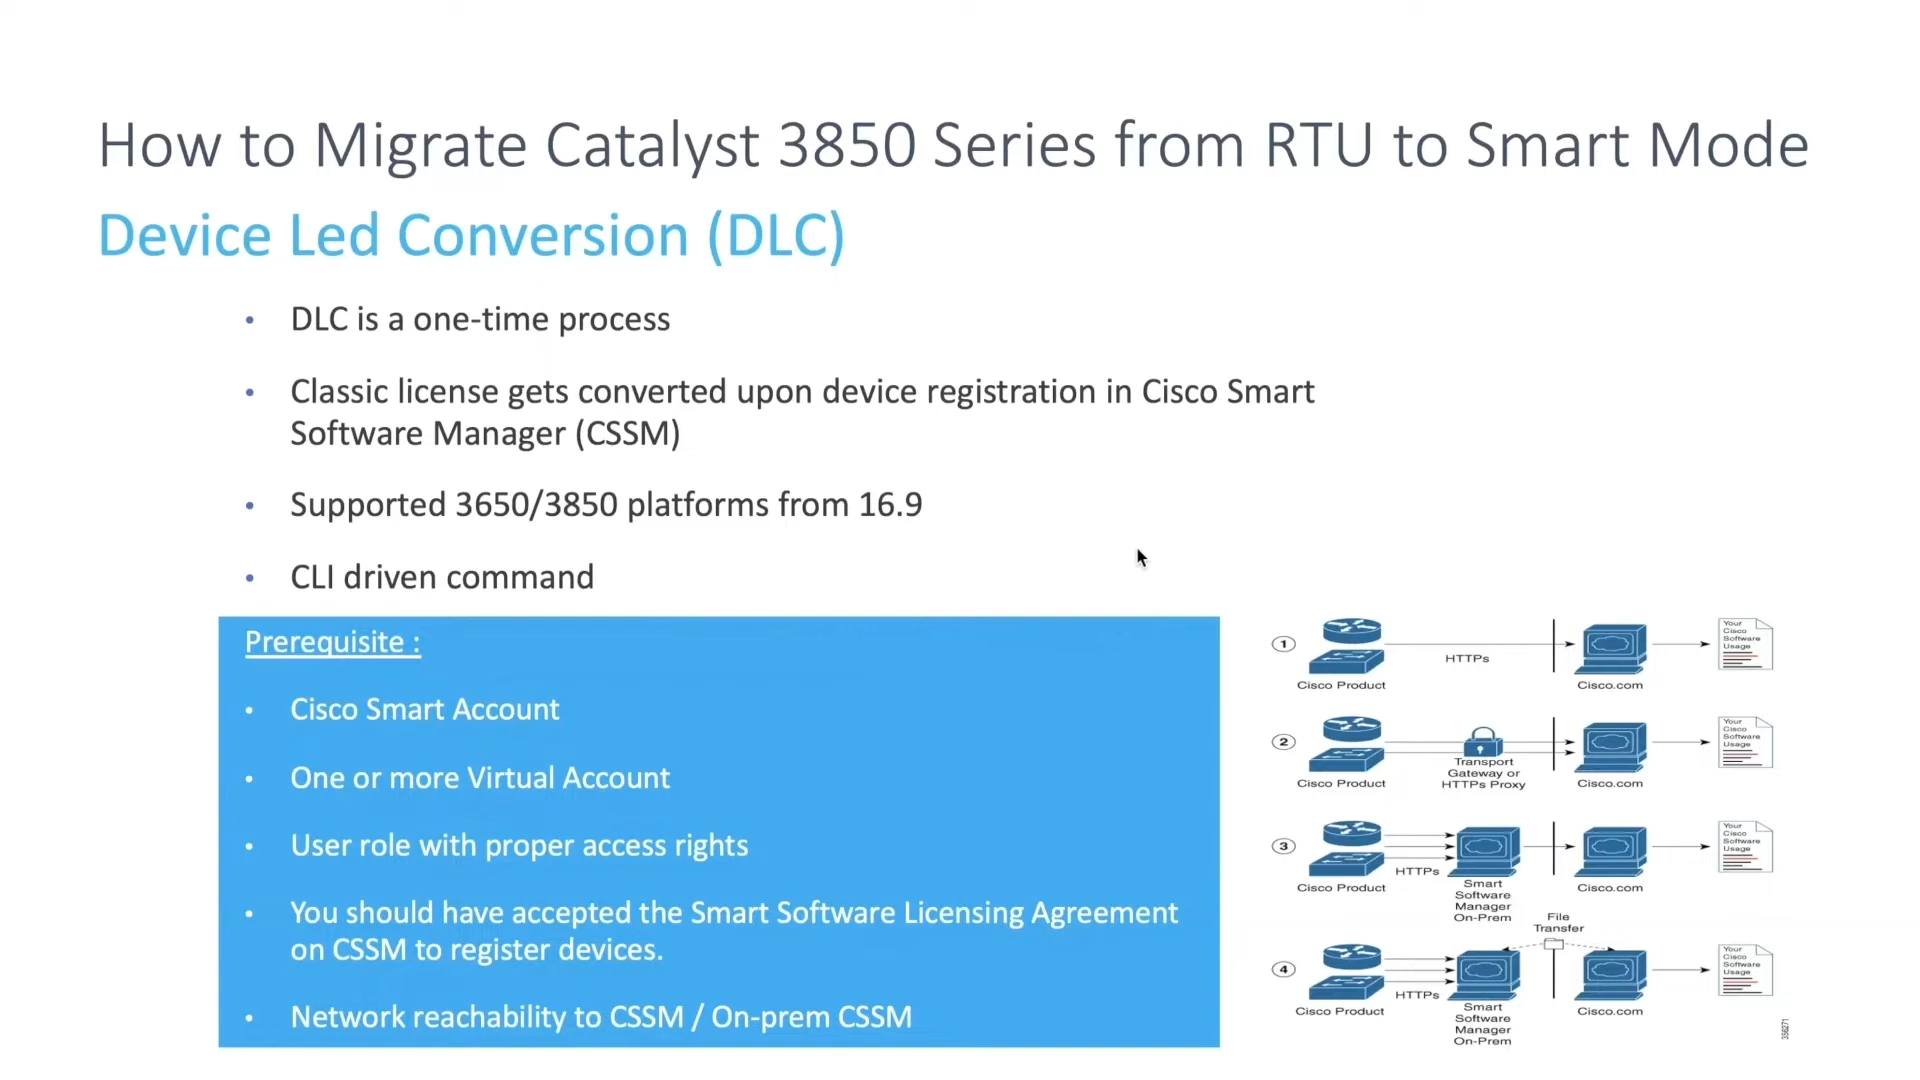 How to Migrate Catalyst 3850 Series from RTU to Smart Mode
Device Led Conversion (DLC)
• DLC is a one-time process
• Classic license gets converted upon device registration in Cisco Smart
Software Manager (CSSM)
• Supported 3650/3850 platforms from 16.9
• CLI driven command
Prerequisite :
• Cisco Smart Account
• One or more Virtual Account
• User role with proper access rights
• You should have accepted the Smart Software Licensing Agreement
on CSSM to register devices.
• Network reachability to CSSM / On-prem CSSM
1
HTTPs
Cisco Product
Cisco.com
Your
Cisco
Software
Usage
2
Transport
Gateway or
HTTPs Proxy
Cisco Product
Cisco.com
Your
Cisco
Software
Usage
3
HTTPs
Cisco Product
Smart
Software
Manager
On-Prem
Cisco.com
Your
Cisco
Software
Usage
File
Transfer
4
HTTPs
Cisco Product
Smart
Software
Manager
On-Prem
Cisco.com
Your
Cisco
Software
Usage
356271